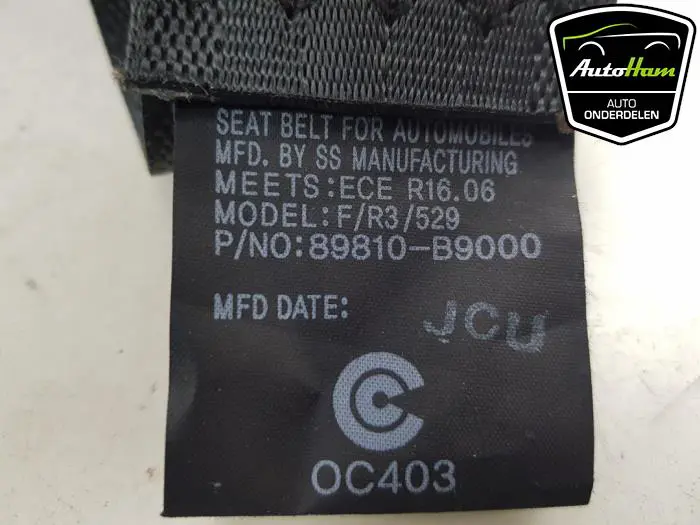 AutoHam
AUTO
ONDERDELEN
SEAT BELT FOR AUTOMOBILES
MFD. BY SS MANUFACTURING
MEETS:ECE R16.06
MODEL:F/R3/529
P/NO:89810-B9000
MFD DATE: JCU
OC403